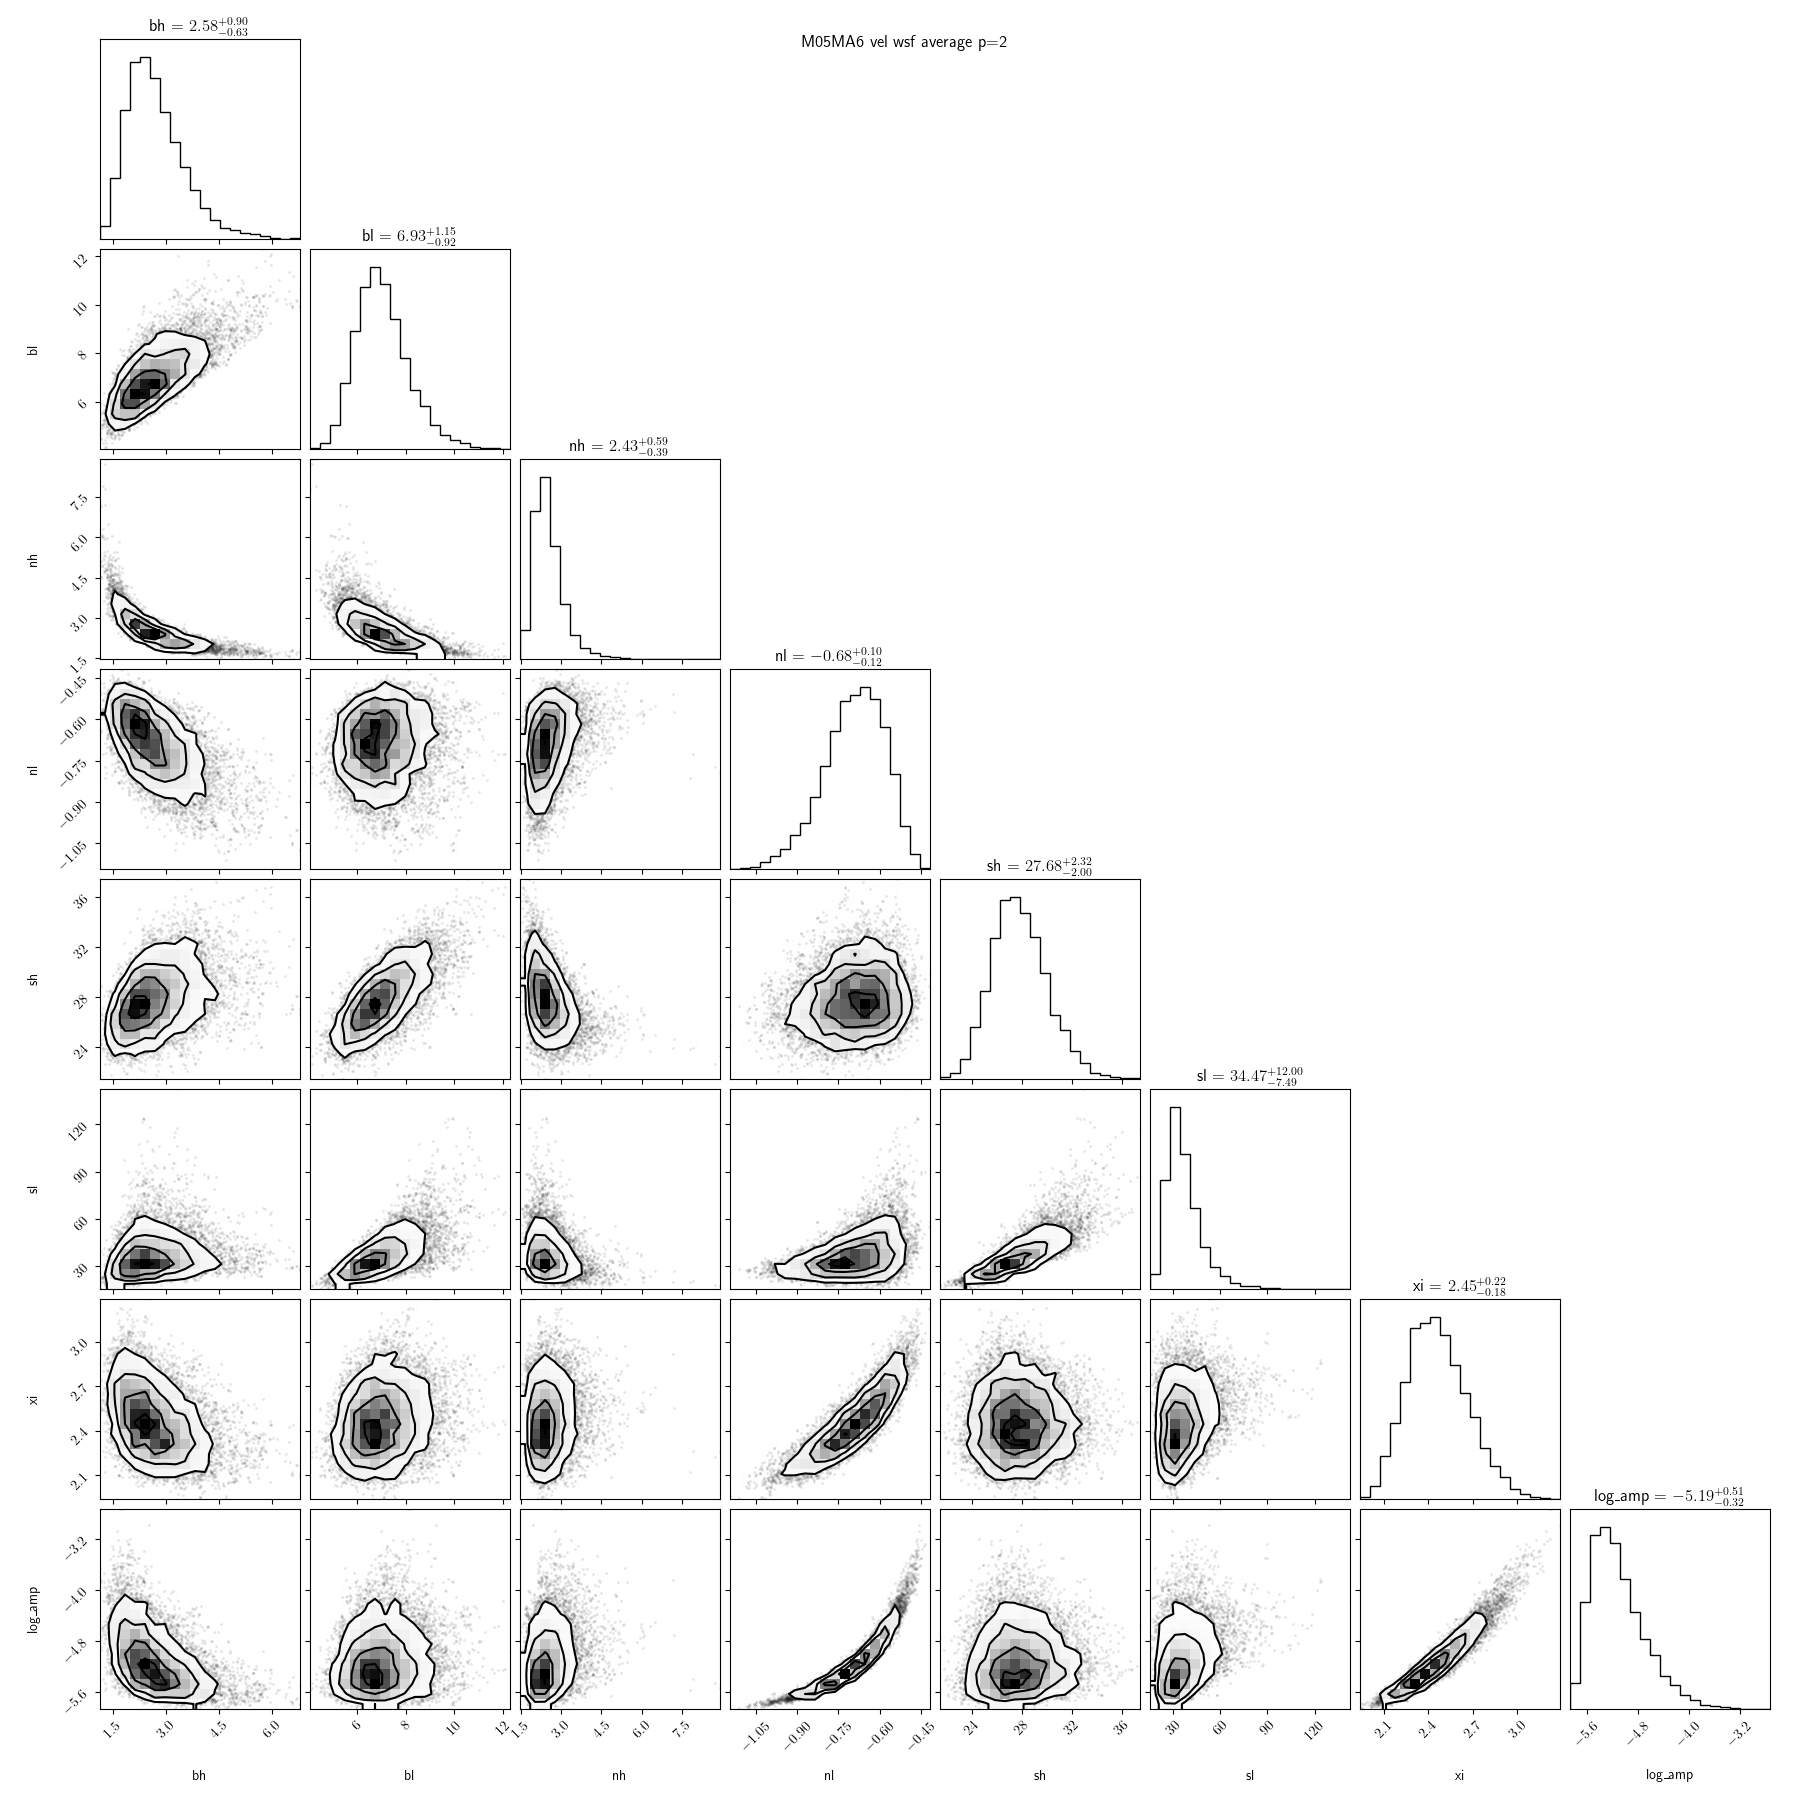 bh = 2.58+0.90−0.63
M05MA6 vel wsf average p=2
bl = 6.93+1.15−0.92
12
10
8
6
bl
nh = 2.43+0.59−0.39
7.5
6.0
4.5
3.0
1.5
nh
nl = −0.68+0.10−0.12
−0.45
−0.60
−0.75
−0.90
−1.05
nl
sh = 27.68+2.32−2.00
36
32
28
24
sh
sl = 34.47+12.00−7.49
120
90
60
30
sl
xi = 2.45+0.22−0.18
3.0
2.7
2.4
2.1
xi
log_amp = −5.19+0.51−0.32
−3.2
−4.0
−4.8
−5.6
log_amp
1.5 3.0 4.5 6.0
6 8 10 12
1.5 3.0 4.5 6.0 7.5
−1.05 −0.90 −0.75 −0.60 −0.45
24 28 32 36
30 60 90 120
2.1 2.4 2.7 3.0
−5.6 −4.8 −4.0 −3.2
bh bl nh nl sh sl xi log_amp